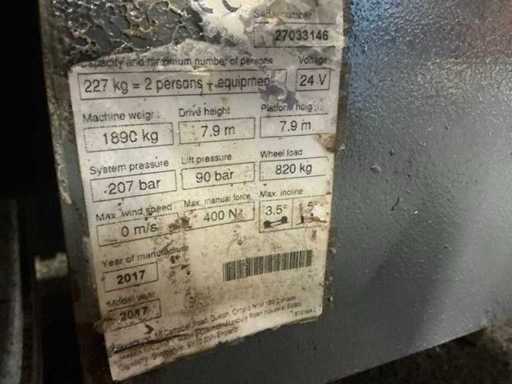 number
27033146
Capacity and maximum number of persons Voltage
227 kg = 2 persons + equipment 24 V
Machine weight Drive height Platform height
1890 kg 7.9 m 7.9 m
System pressure Lift pressure Wheel load
207 bar 90 bar 820 kg
Max. wind speed Max. manual force Max. incline
0 m/s 400 N 3.5°
Year of manufacture
2017
Model year
2017